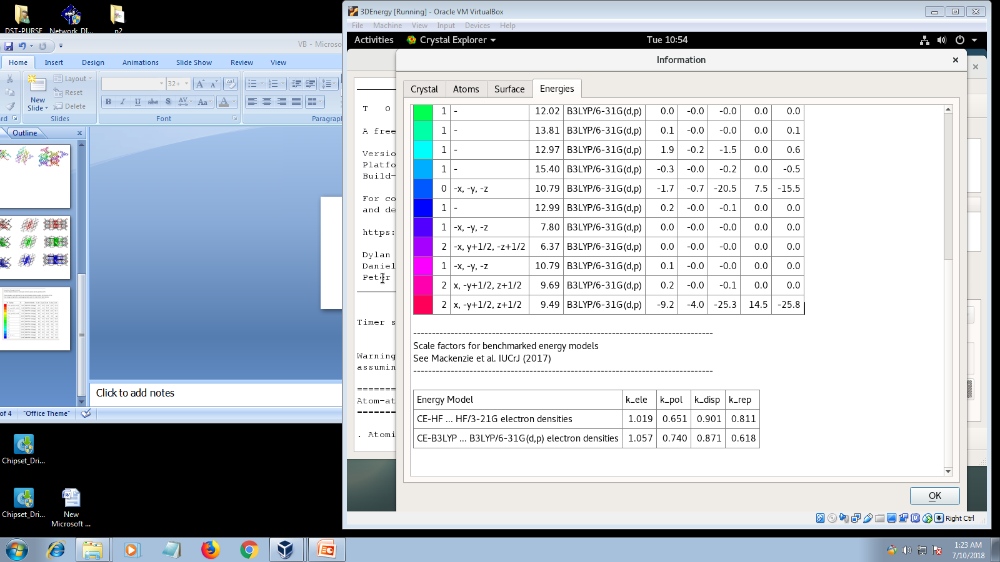 DST-PURSE
Network_DI...
n2
3DEnergy [Running] - Oracle VM VirtualBox
File Machine View Input Devices Help
Activities Crystal Explorer Tue 10:54
VB - Microso
Home Insert Design Animations Slide Show Review View
New Slide
Layout
Reset
Delete
32
B I U abc S AV Aa A
rd Slides Font Paragrap
Outline
of 4 "Office Theme"
Click to add notes
T O
A free
Versio
Platfo
Build-
For co
and de
https:
Dylan
Daniel
Peter
Timer s
Warning
assumin
Atom-at
. Atomi
Information
Crystal Atoms Surface Energies
1 - 12.02 B3LYP/6-31G(d,p) 0.0 -0.0 -0.0 0.0 0.0
1 - 13.81 B3LYP/6-31G(d,p) 0.1 -0.0 -0.0 0.0 0.1
1 - 12.97 B3LYP/6-31G(d,p) 1.9 -0.2 -1.5 0.0 0.6
1 - 15.40 B3LYP/6-31G(d,p) -0.3 -0.0 -0.2 0.0 -0.5
0 -x, -y, -z 10.79 B3LYP/6-31G(d,p) -1.7 -0.7 -20.5 7.5 -15.5
1 - 12.99 B3LYP/6-31G(d,p) 0.2 -0.0 -0.1 0.0 0.0
1 -x, -y, -z 7.80 B3LYP/6-31G(d,p) 0.0 -0.0 -0.0 0.0 0.0
2 -x, y+1/2, -z+1/2 6.37 B3LYP/6-31G(d,p) 0.0 -0.0 -0.0 0.0 0.0
1 -x, -y, -z 10.79 B3LYP/6-31G(d,p) 0.1 -0.0 -0.0 0.0 0.0
2 x, -y+1/2, z+1/2 9.69 B3LYP/6-31G(d,p) 0.2 -0.0 -0.1 0.0 0.0
2 x, -y+1/2, z+1/2 9.49 B3LYP/6-31G(d,p) -9.2 -4.0 -25.3 14.5 -25.8
Scale factors for benchmarked energy models
See Mackenzie et al. IUCrJ (2017)
Energy Model k_ele k_pol k_disp k_rep
CE-HF ... HF/3-21G electron densities 1.019 0.651 0.901 0.811
CE-B3LYP ... B3LYP/6-31G(d,p) electron densities 1.057 0.740 0.871 0.618
OK
Right Ctrl
Chipset_Dri...
Chipset_Dri...
New Microsoft ...
1:23 AM
7/10/2018